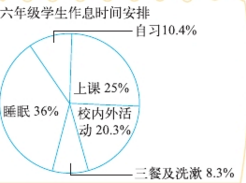 六年级学生作息时间安排
自习10.4%
上课 25%
睡眠 36%
校内外活
动 20.3%
三餐及洗漱 8.3%